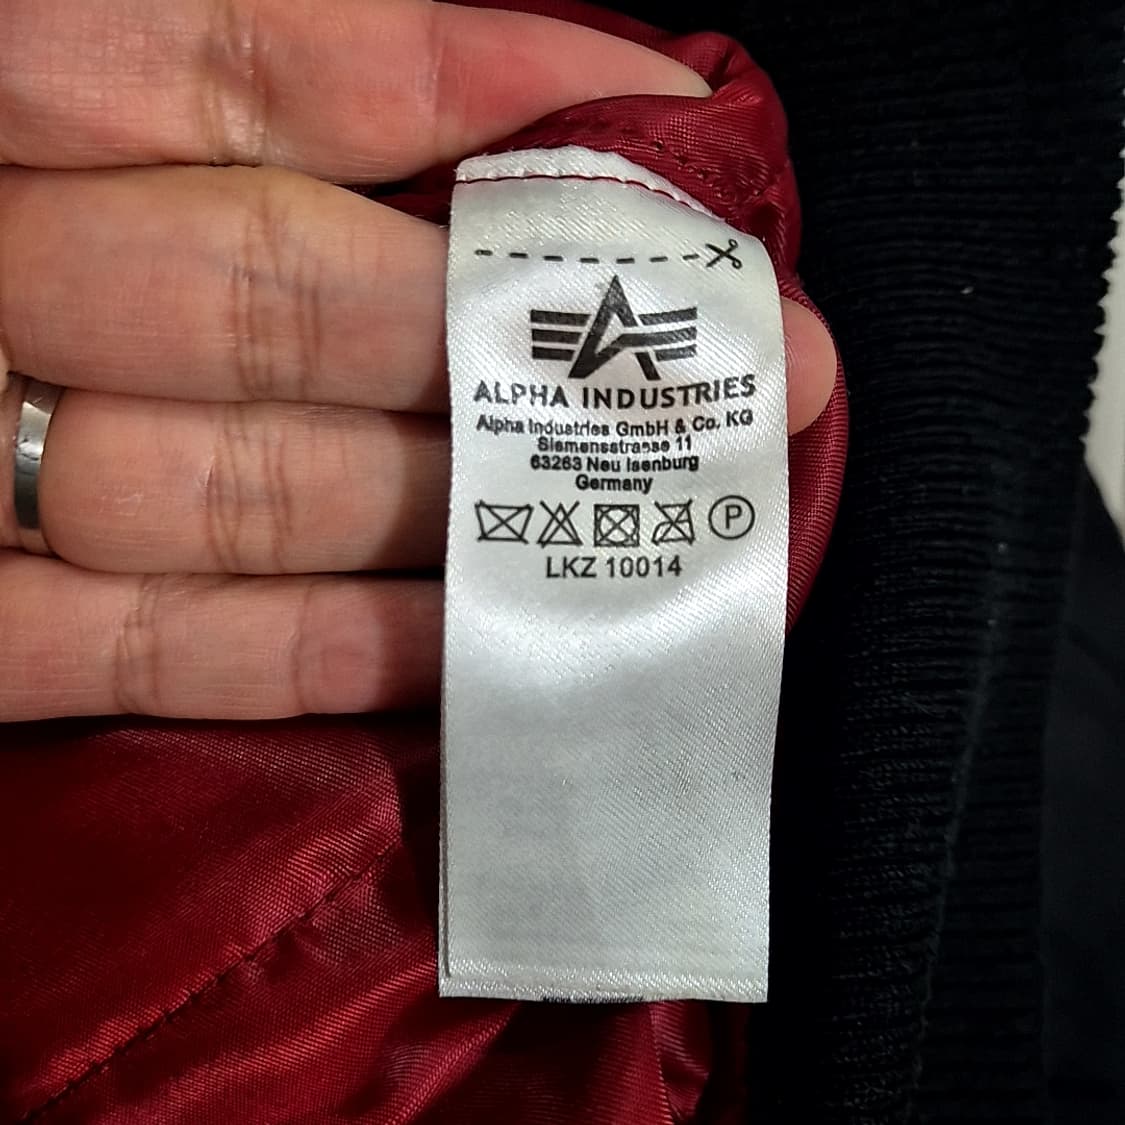 ALPHA INDUSTRIES
Alpha Industries GmbH & Co. KG
Siemensstrasse 11
63263 Neu Isenburg
Germany
P
LKZ 10014